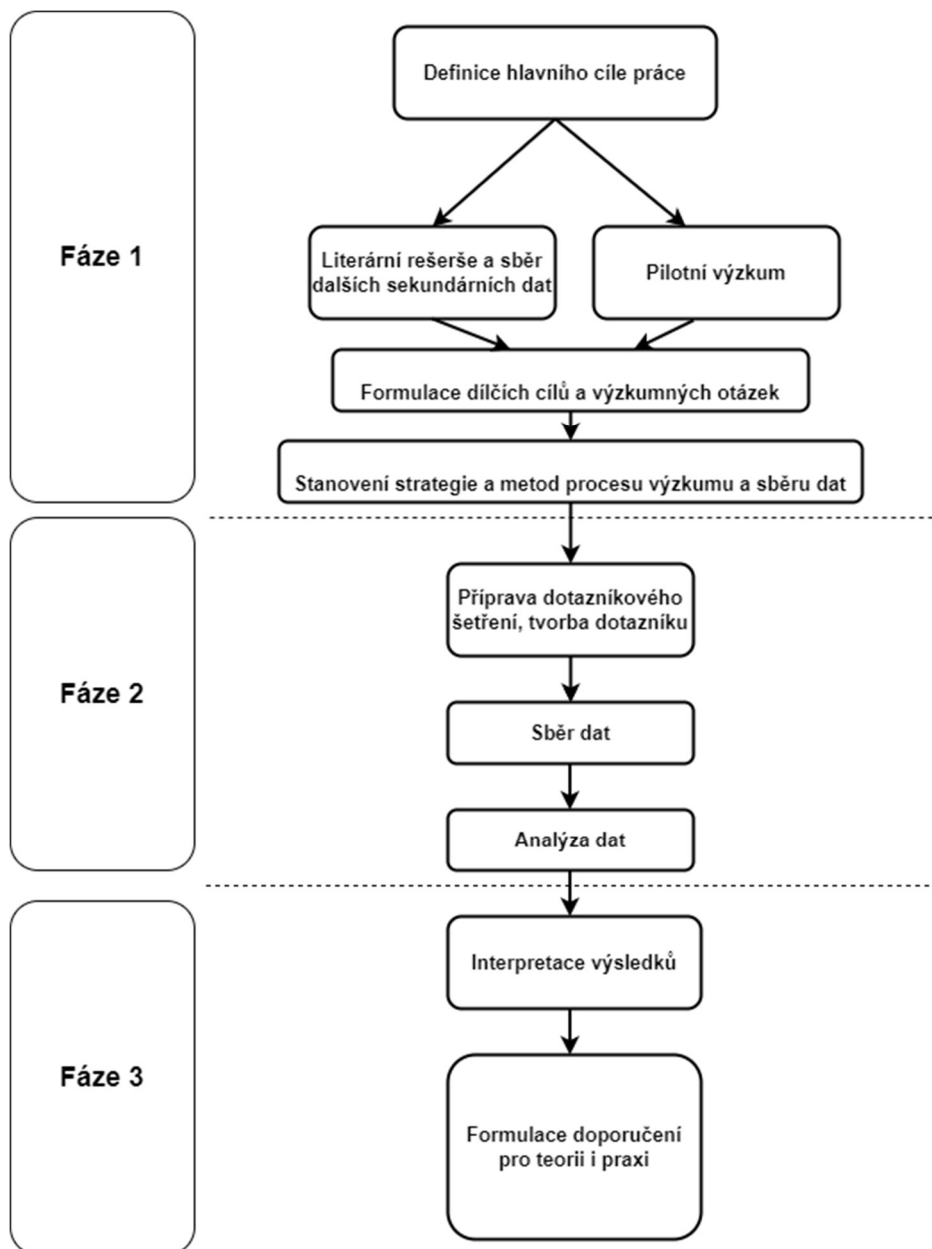 Definice hlavního cíle práce
Fáze 1
Literární rešerše a sběr
dalších sekundárních dat
Pilotní výzkum
Formulace dílčích cílů a výzkumných otázek
Stanovení strategie a metod procesu výzkumu a sběru dat
Fáze 2
Příprava dotazníkového
šetření, tvorba dotazníku
Sběr dat
Analýza dat
Fáze 3
Interpretace výsledků
Formulace doporučení
pro teorii i praxi